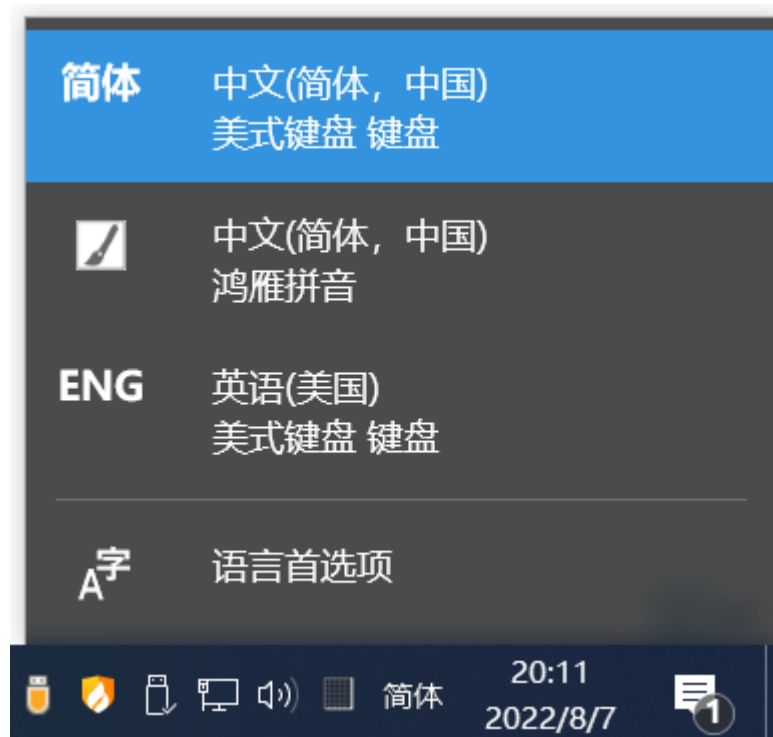 简体
中文(简体，中国)
美式键盘 键盘
中文(简体，中国)
鸿雁拼音
ENG
英语(美国)
美式键盘 键盘
A字
语言首选项
简体
20:11
2022/8/7
1